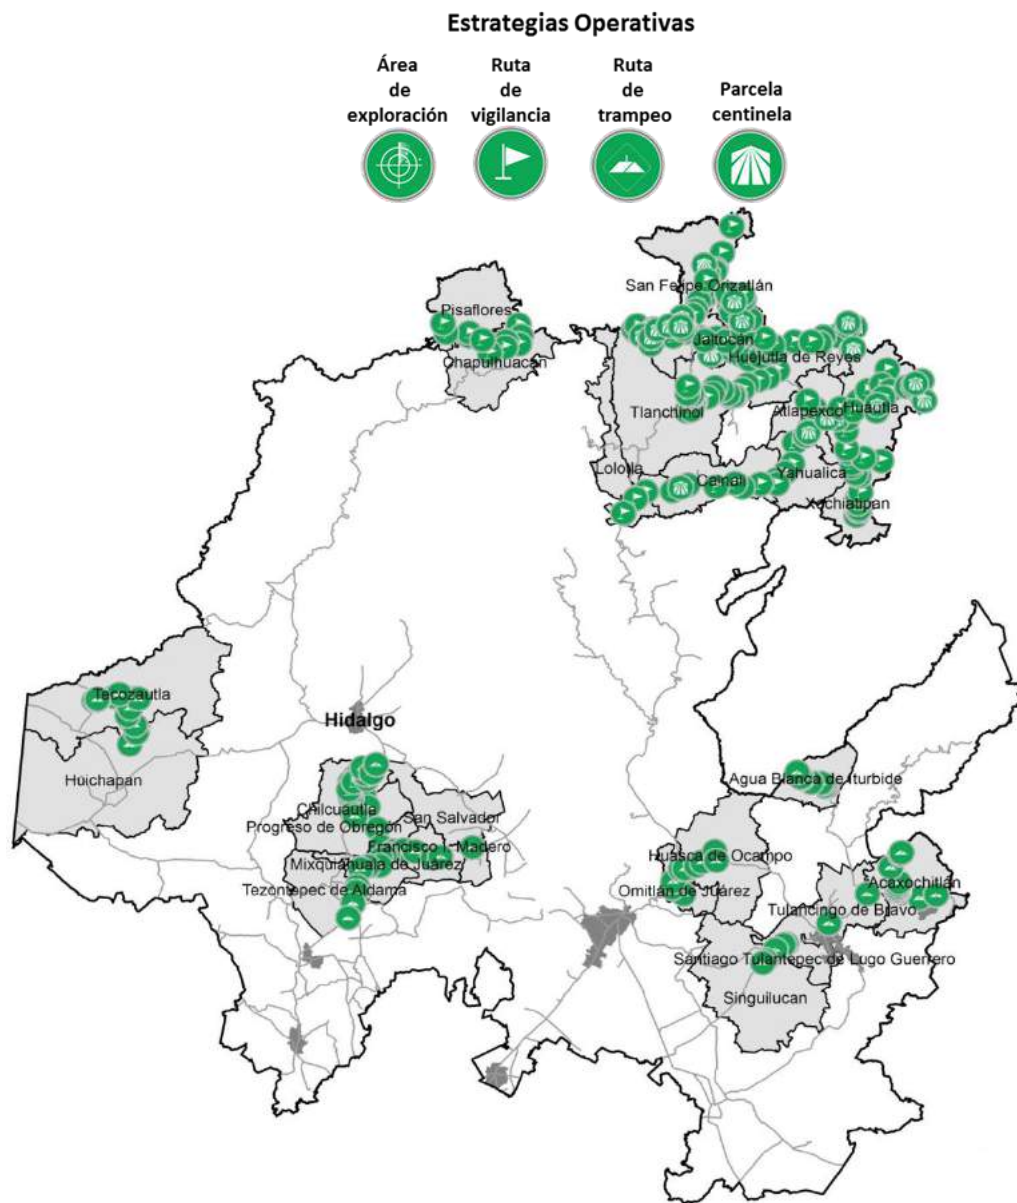 Estrategias Operativas
Área
de
exploración
Ruta
de
vigilancia
Ruta
de
trampeo
Parcela
centinela
San Felipe Orizatlán
Pisaflores
Jaltocán
Chapulhuacán
Huejutla de Reyes
Tlanchinol
Atlapexco
Huautla
Lolotla
Calnali
Yahualica
Xochiatipan
Tecozautla
Hidalgo
Huichapan
Agua Blanca de Iturbide
Chilcuautla
San Salvador
Progreso de Obregón
Francisco I. Madero
Mixquiahuala de Juárez
Huasca de Ocampo
Tezontepec de Aldama
Omitlán de Juárez
Acaxochitlán
Tulancingo de Bravo
Santiago Tulantepec de Lugo Guerrero
Singuilucan